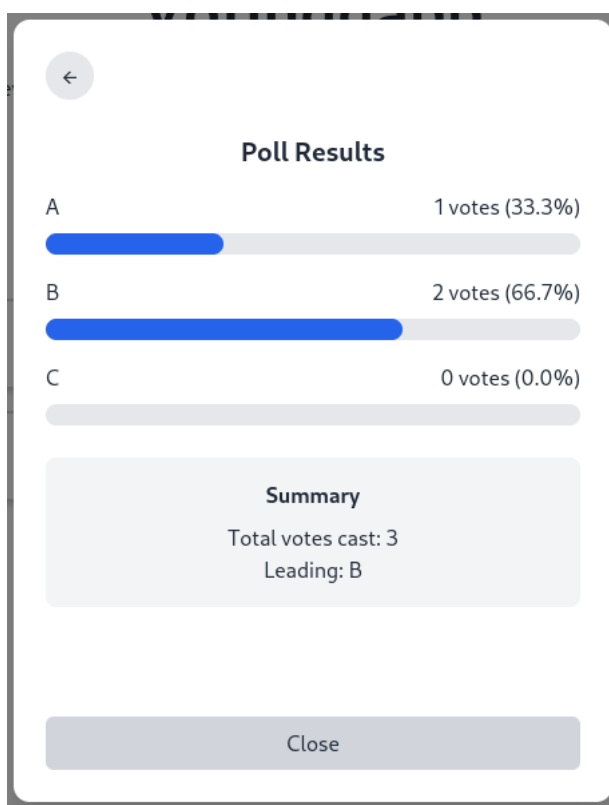 ←
Poll Results
A 1 votes (33.3%)
B 2 votes (66.7%)
C 0 votes (0.0%)
Summary
Total votes cast: 3
Leading: B
Close